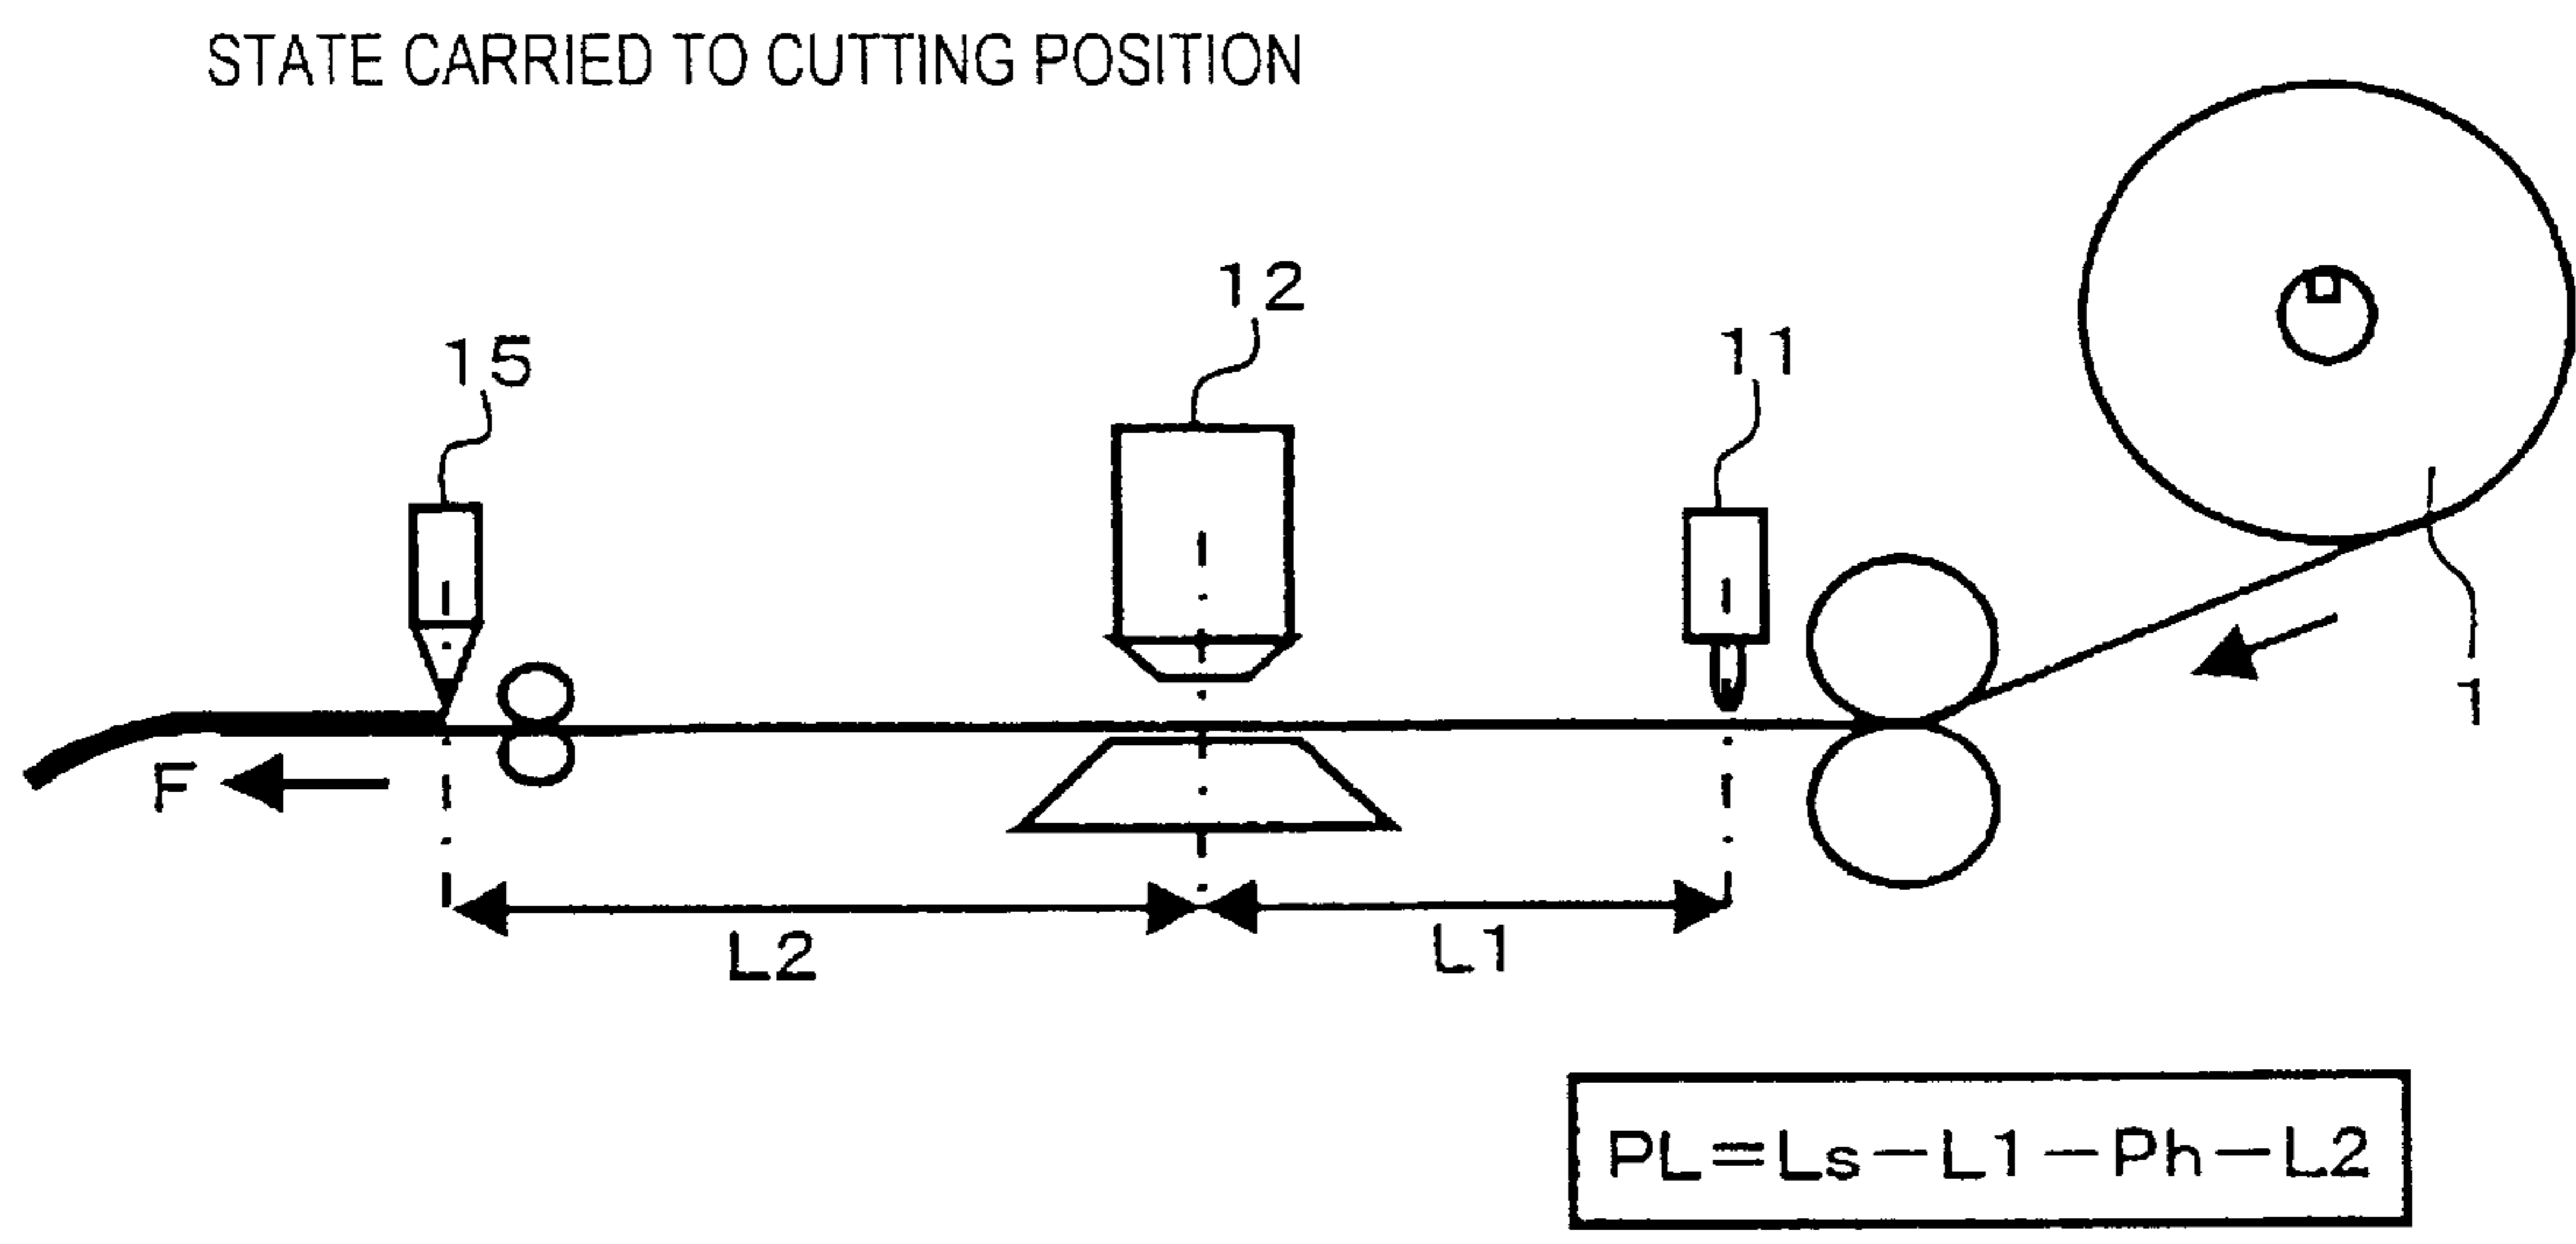 STATE CARRIED TO CUTTING POSITION
12
15
11
1
F
L2
L1
PL=Ls-L1-Ph-L2